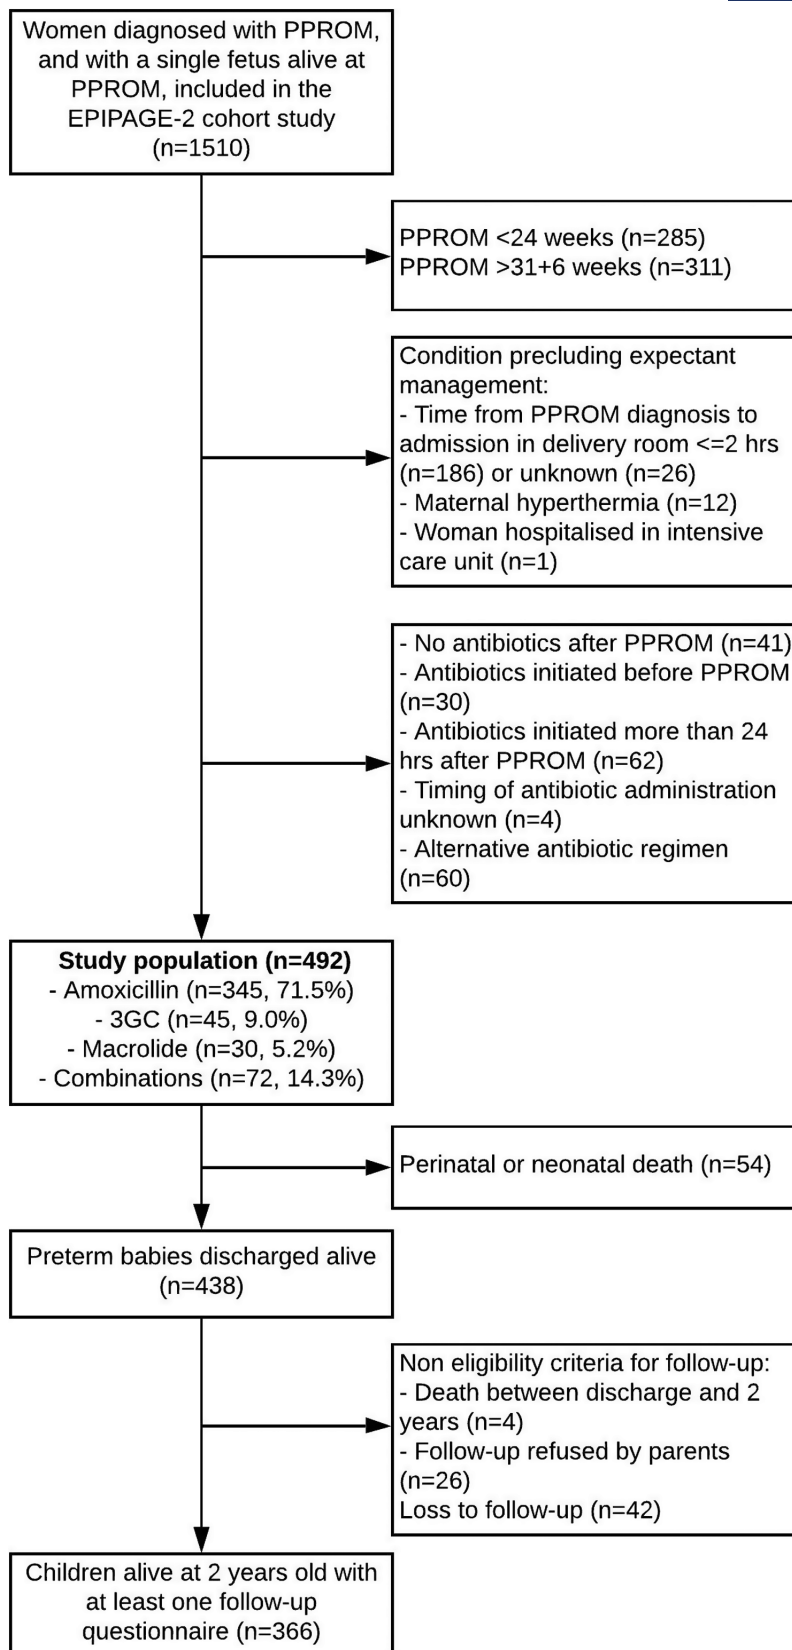 Women diagnosed with PPROM,
and with a single fetus alive at
PPROM, included in the
EPIPAGE-2 cohort study
(n=1510)
PPROM <24 weeks (n=285)
PPROM >31+6 weeks (n=311)
Condition precluding expectant
management:
- Time from PPROM diagnosis to
admission in delivery room <=2 hrs
(n=186) or unknown (n=26)
- Maternal hyperthermia (n=12)
- Woman hospitalised in intensive
care unit (n=1)
- No antibiotics after PPROM (n=41)
- Antibiotics initiated before PPROM
(n=30)
- Antibiotics initiated more than 24
hrs after PPROM (n=62)
- Timing of antibiotic administration
unknown (n=4)
- Alternative antibiotic regimen
(n=60)
Study population (n=492)
- Amoxicillin (n=345, 71.5%)
- 3GC (n=45, 9.0%)
- Macrolide (n=30, 5.2%)
- Combinations (n=72, 14.3%)
Perinatal or neonatal death (n=54)
Preterm babies discharged alive
(n=438)
Non eligibility criteria for follow-up:
- Death between discharge and 2
years (n=4)
- Follow-up refused by parents
(n=26)
Loss to follow-up (n=42)
Children alive at 2 years old with
at least one follow-up
questionnaire (n=366)